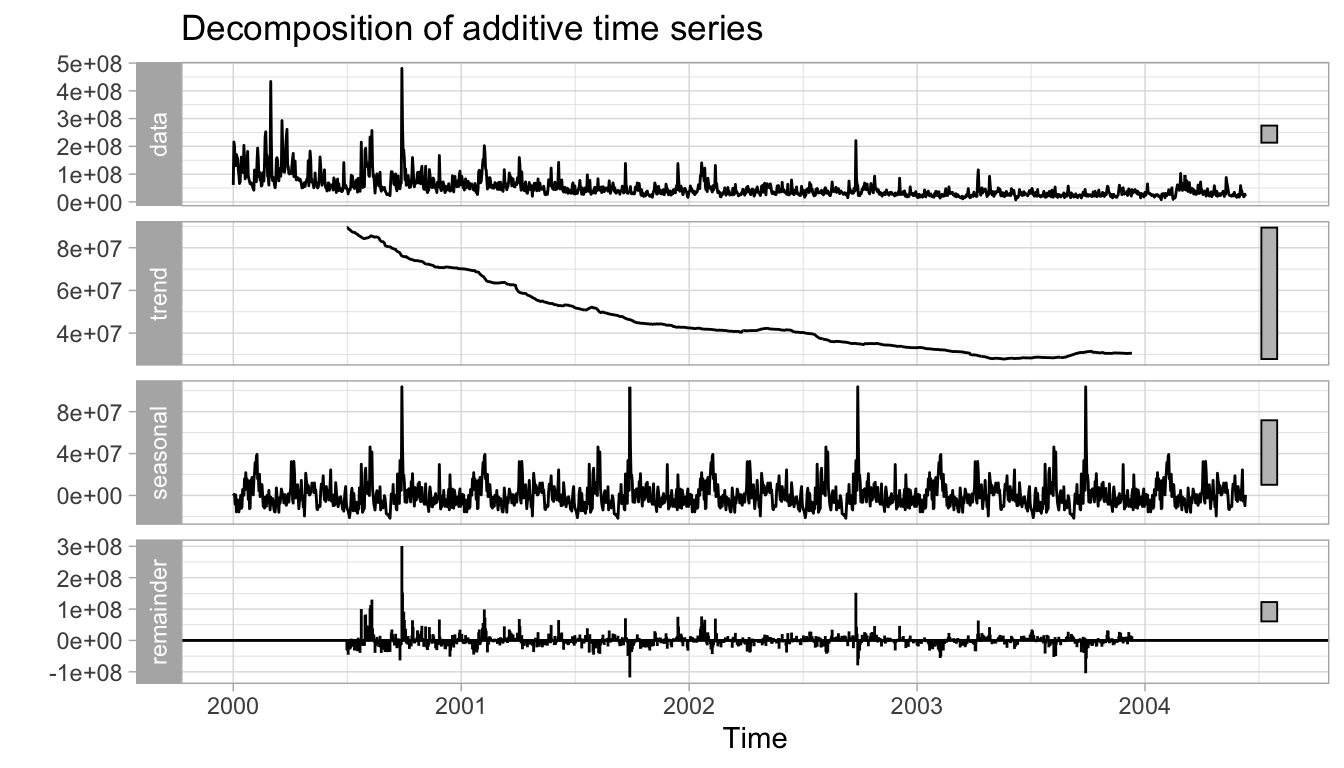 Decomposition of additive time series
5e+08
4e+08
3e+08
2e+08
1e+08
0e+00
data
8e+07
6e+07
4e+07
trend
8e+07
4e+07
0e+00
seasonal
3e+08
2e+08
1e+08
0e+00
-1e+08
remainder
2000 2001 2002 2003 2004
Time